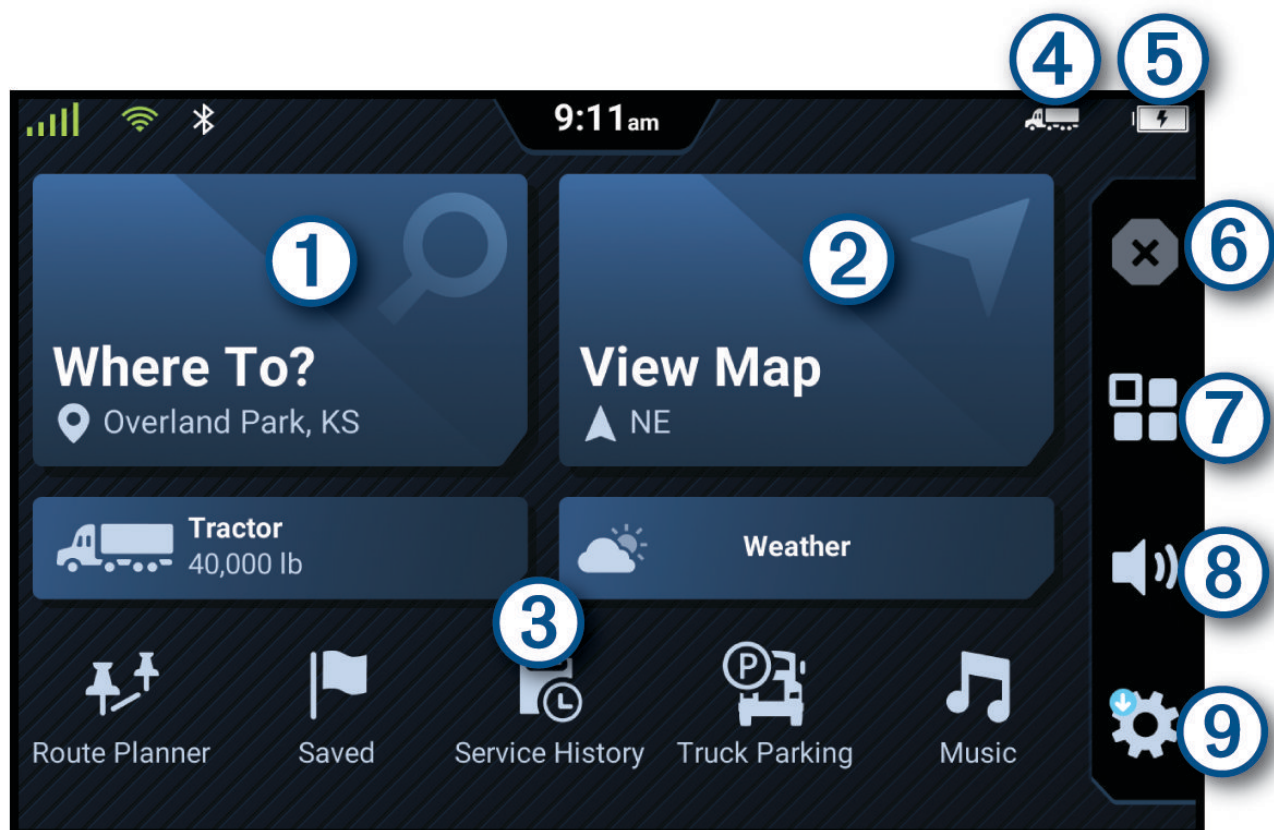 4 5
9:11am
6
1 2
Where To? View Map
Overland Park, KS NE
7
Tractor
40,000 lb
Weather
8
3
P
Route Planner Saved Service History Truck Parking Music
9